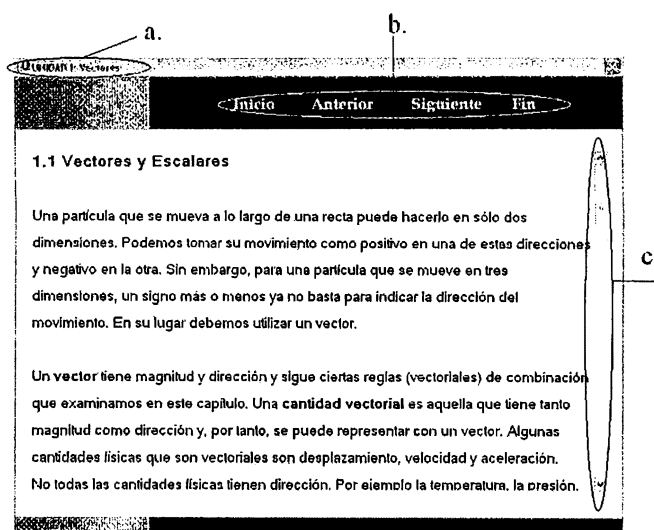 a.
b.
UNIDAD I: Vectores
Inicio Anterior Siguiente Fin
1.1 Vectores y Escalares
Una partícula que se mueva a lo largo de una recta puede hacerlo en sólo dos
dimensiones. Podemos tomar su movimiento como positivo en una de estas direcciones
y negativo en la otra. Sin embargo, para una partícula que se mueve en tres
dimensiones, un signo más o menos ya no basta para indicar la dirección del
movimiento. En su lugar debemos utilizar un vector.
c
Un vector tiene magnitud y dirección y sigue ciertas reglas (vectoriales) de combinación
que examinamos en este capítulo. Una cantidad vectorial es aquella que tiene tanto
magnitud como dirección y, por tanto, se puede representar con un vector. Algunas
cantidades físicas que son vectoriales son desplazamiento, velocidad y aceleración.
No todas las cantidades físicas tienen dirección. Por ejemplo la temperatura, la presión.